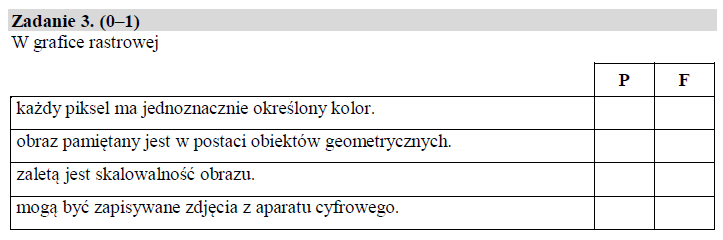 Zadanie 3. (0–1)
W grafice rastrowej
P F
każdy piksel ma jednoznacznie określony kolor.
obraz pamiętany jest w postaci obiektów geometrycznych.
zaletą jest skalowalność obrazu.
mogą być zapisywane zdjęcia z aparatu cyfrowego.